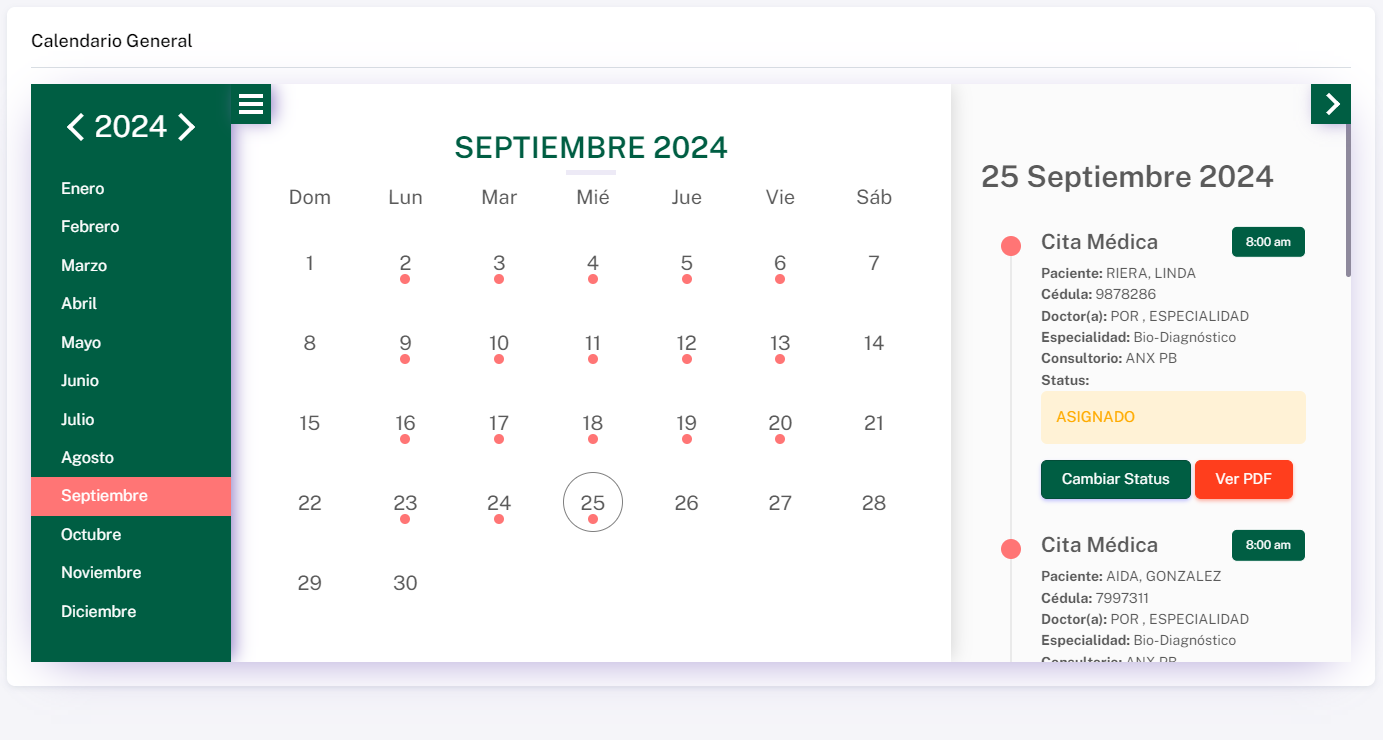 Calendario General
2024
Enero
Febrero
Marzo
Abril
Mayo
Junio
Julio
Agosto
Septiembre
Octubre
Noviembre
Diciembre
SEPTIEMBRE 2024
Dom Lun Mar Mié Jue Vie Sáb
1 2 3 4 5 6 7
8 9 10 11 12 13 14
15 16 17 18 19 20 21
22 23 24 25 26 27 28
29 30
25 Septiembre 2024
Cita Médica 8:00 am
Paciente: RIERA, LINDA
Cédula: 9878286
Doctor(a): POR , ESPECIALIDAD
Especialidad: Bio-Diagnóstico
Consultorio: ANX PB
Status:
ASIGNADO
Cambiar Status Ver PDF
Cita Médica 8:00 am
Paciente: AIDA, GONZALEZ
Cédula: 7997311
Doctor(a): POR , ESPECIALIDAD
Especialidad: Bio-Diagnóstico
Consultorio: ANX PB